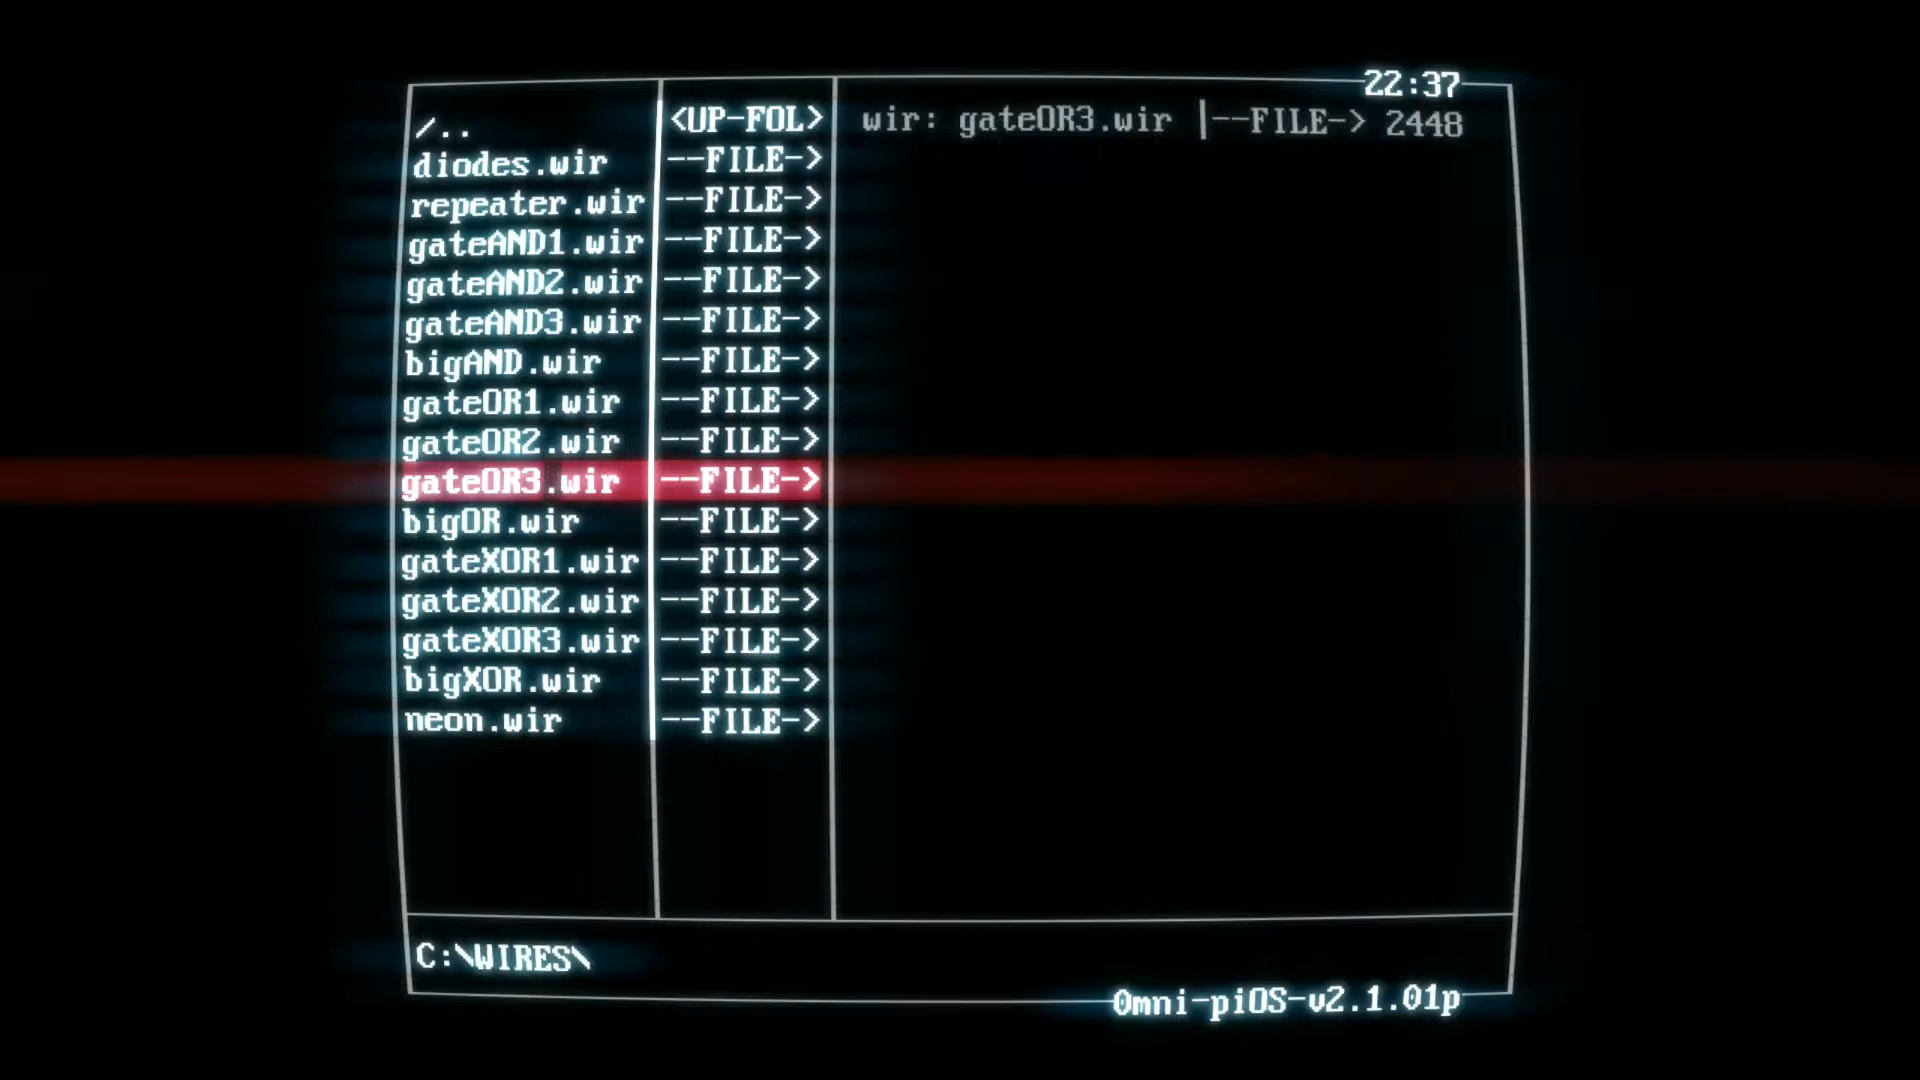 22:37
/.. <UP-FOL> wir: gateOR3.wir |--FILE-> 2448
diodes.wir --FILE->
repeater.wir --FILE->
gateAND1.wir --FILE->
gateAND2.wir --FILE->
gateAND3.wir --FILE->
bigAND.wir --FILE->
gateOR1.wir --FILE->
gateOR2.wir --FILE->
gateOR3.wir --FILE->
bigOR.wir --FILE->
gateXOR1.wir --FILE->
gateXOR2.wir --FILE->
gateXOR3.wir --FILE->
bigXOR.wir --FILE->
neon.wir --FILE->
C:\WIRES\
0mni-piOS-v2.1.01p